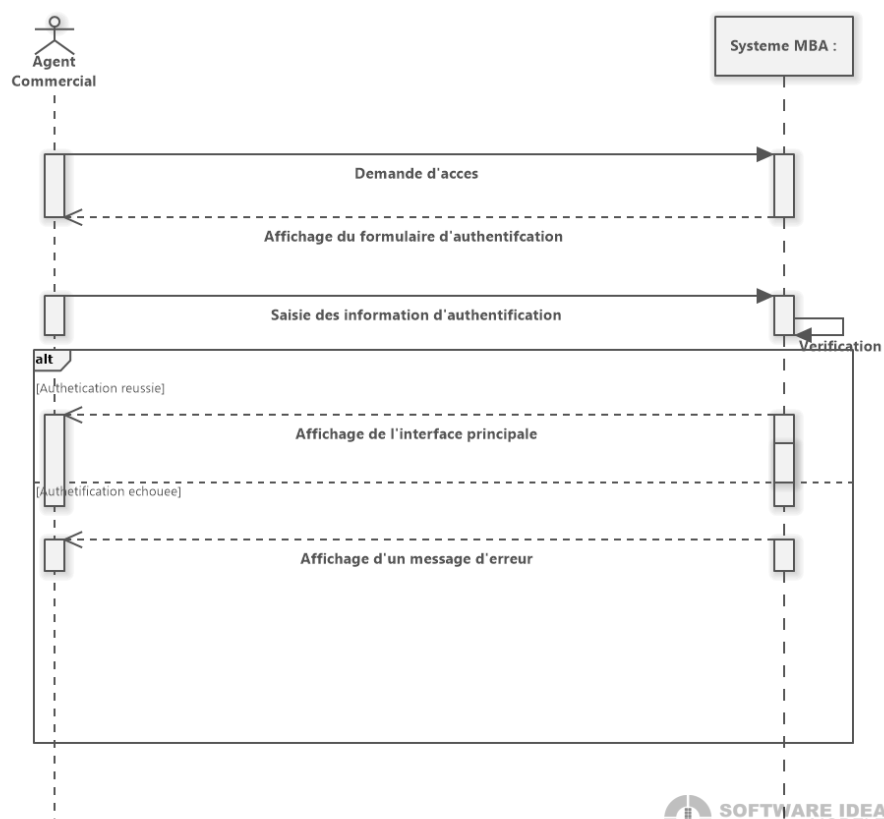 Agent
Commercial
Systeme MBA :
Demande d'acces
Affichage du formulaire d'authentifcation
Saisie des information d'authentification
Verification
alt
[Authetication reussie]
Affichage de l'interface principale
[Authetification echouee]
Affichage d'un message d'erreur
SOFTWARE IDEA